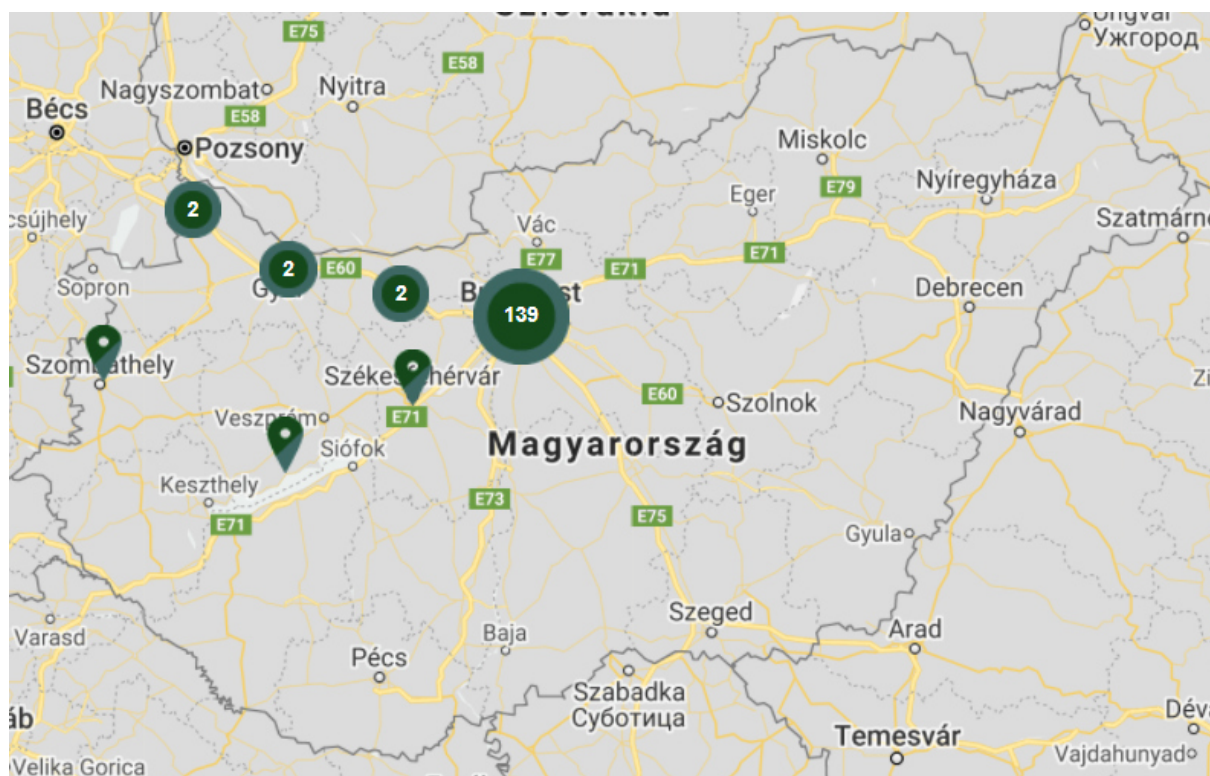 E75
Ungvár
Ужгород
E58
Nagyszombat
Nyitra
Bécs
E58
Pozsony
Miskolc
Eger
E79
Nyíregyháza
2
Vác
Szatmárné
csújhely
E77
E71
E71
Sopron
2
E60
2
139
Debrecen
Szombathely
Székesfehérvár
E60
Szolnok
Nagyvárad
Veszprém
E71
Siófok
Magyarország
Keszthely
E71
E73
E75
Gyula
Szeged
Arad
Varasd
Baja
Pécs
Szabadka
Суботица
áb
Déva
Temesvár
Vajdahunyad
Velika Gorica